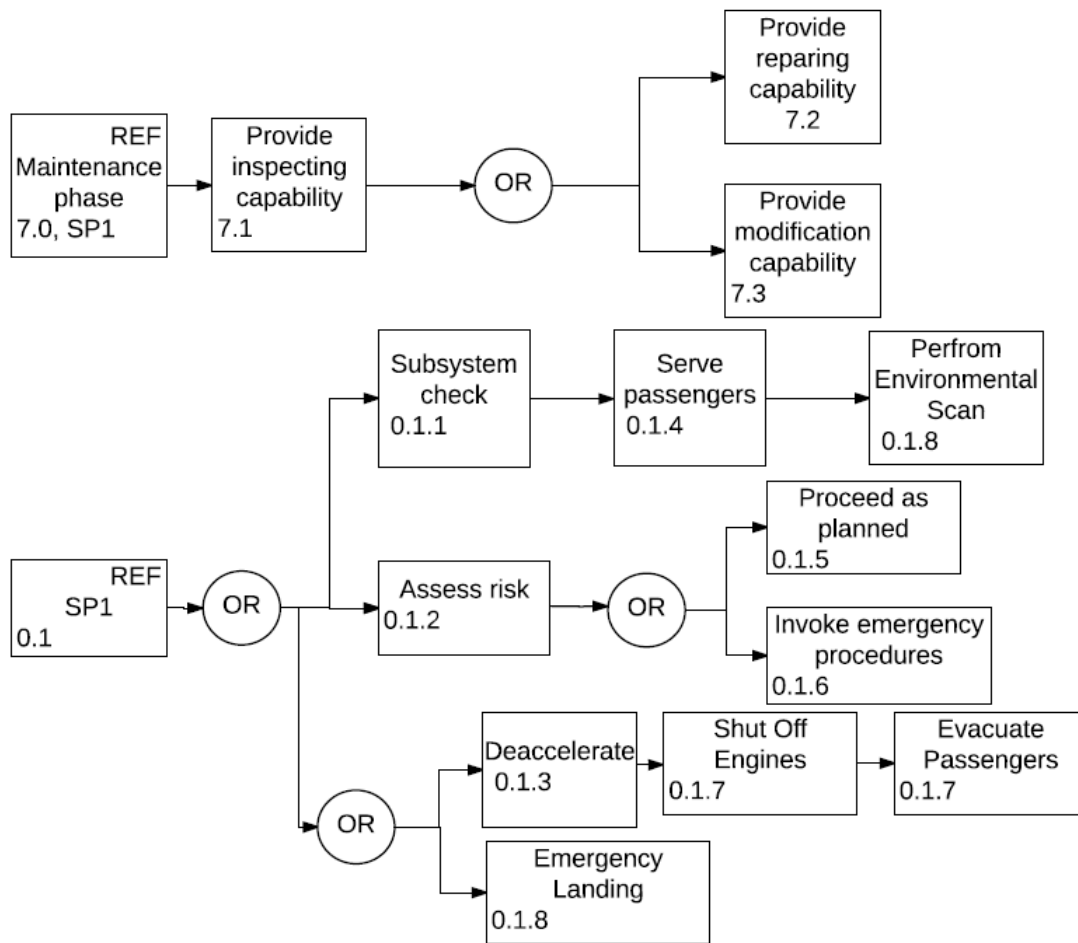 REF
Maintenance
phase
7.0, SP1
Provide
inspecting
capability
7.1
OR
Provide
reparing
capability
7.2
Provide
modification
capability
7.3
REF
SP1
0.1
OR
Subsystem
check
0.1.1
Serve
passengers
0.1.4
Perfrom
Environmental
Scan
0.1.8
Assess risk
0.1.2
OR
Proceed as
planned
0.1.5
Invoke emergency
procedures
0.1.6
OR
Deaccelerate
0.1.3
Shut Off
Engines
0.1.7
Evacuate
Passengers
0.1.7
Emergency
Landing
0.1.8